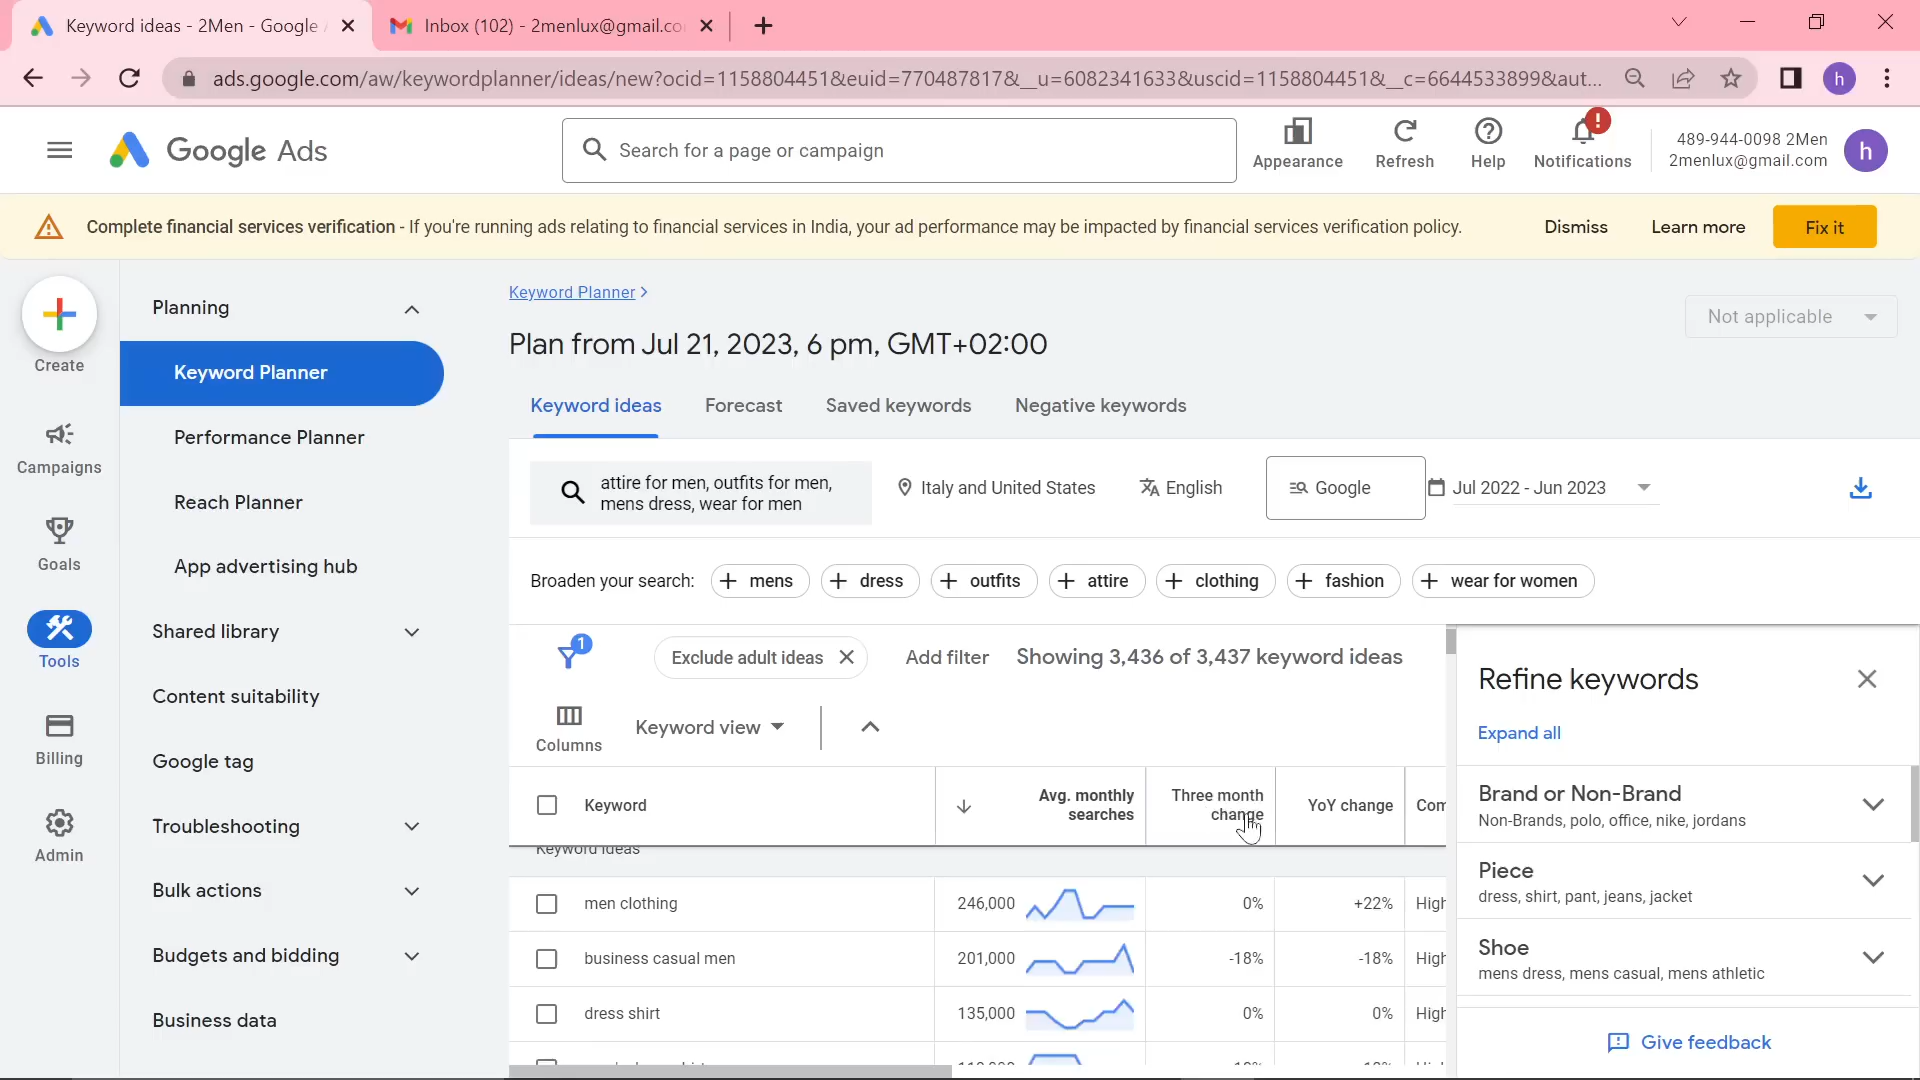 Keyword ideas - 2Men - Google
Inbox (102) - 2menlux@gmail.co
ads.google.com/aw/keywordplanner/ideas/new?ocid=1158804451&euid=770487817&__u=6082341633&uscid=1158804451&__c=6644533899&aut...
h
Google Ads
Search for a page or campaign
Appearance
Refresh
Help
Notifications
489-944-0098 2Men
2menlux@gmail.com
h
Complete financial services verification - If you're running ads relating to financial services in India, your ad performance may be impacted by financial services verification policy.
Dismiss
Learn more
Fix it
Create
Campaigns
Goals
Tools
Billing
Admin
Planning
Keyword Planner
Performance Planner
Reach Planner
App advertising hub
Shared library
Content suitability
Google tag
Troubleshooting
Bulk actions
Budgets and bidding
Business data
Keyword Planner
Plan from Jul 21, 2023, 6 pm, GMT+02:00
Not applicable
Keyword ideas
Forecast
Saved keywords
Negative keywords
attire for men, outfits for men,
mens dress, wear for men
Italy and United States
English
Google
Jul 2022 - Jun 2023
Broaden your search:
mens
dress
outfits
attire
clothing
fashion
wear for women
1
Exclude adult ideas
Add filter
Showing 3,436 of 3,437 keyword ideas
Columns
Keyword view
Keyword
Avg. monthly
searches
Three month
change
YoY change
Com
Keyword ideas
men clothing 246,000 0% +22% High
business casual men 201,000 -18% -18% High
dress shirt 135,000 0% 0% High
Refine keywords
Expand all
Brand or Non-Brand
Non-Brands, polo, office, nike, jordans
Piece
dress, shirt, pant, jeans, jacket
Shoe
mens dress, mens casual, mens athletic
Give feedback